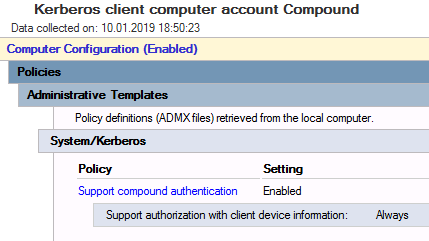 Kerberos client computer account Compound
Data collected on: 10.01.2019 18:50:23
Computer Configuration (Enabled)
Policies
Administrative Templates
Policy definitions (ADMX files) retrieved from the local computer.
System/Kerberos
Policy Setting
Support compound authentication Enabled
Support authorization with client device information: Always